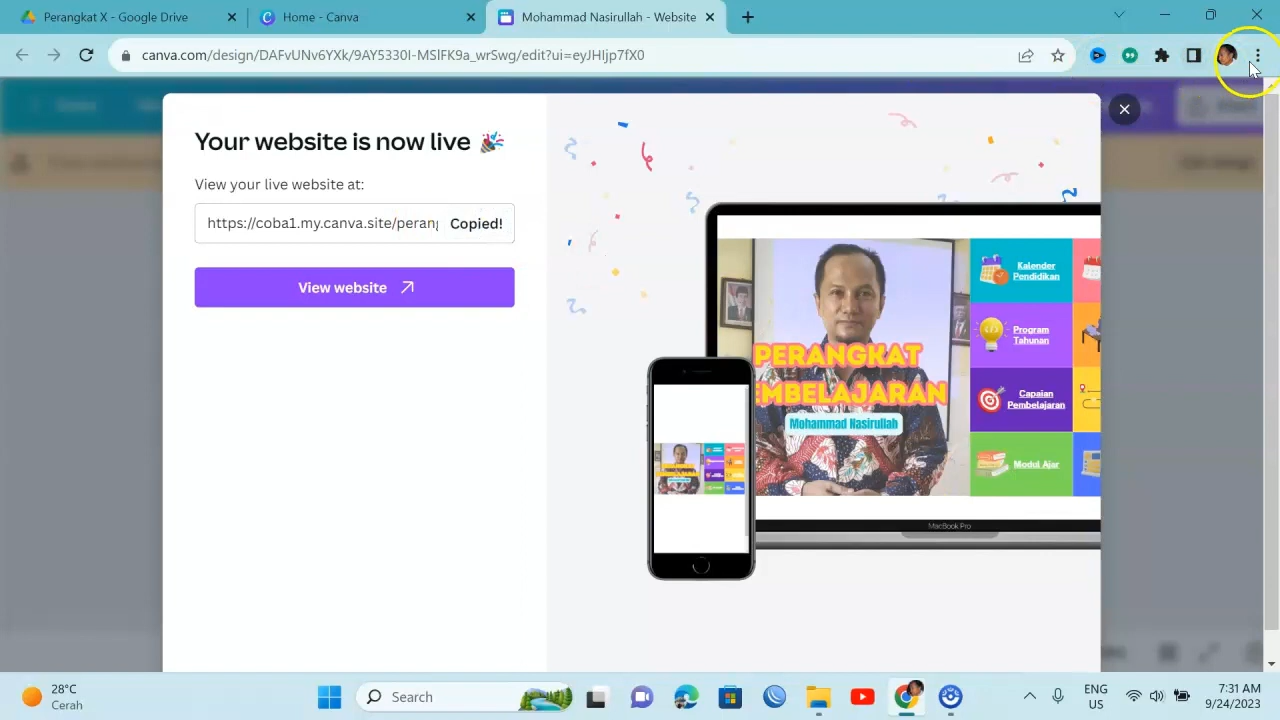 Perangkat X - Google Drive
Home - Canva
Mohammad Nasirullah - Website
canva.com/design/DAFvUNv6YXk/9AY5330I-MSlFK9a_wrSwg/edit?ui=eyJHIjp7fX0
Your website is now live
View your live website at:
https://coba1.my.canva.site/perang
Copied!
View website
PERANGKAT
EMBELAJARAN
Mohammad Nasirullah
Kalender
Pendidikan
Program
Tahunan
Capaian
Pembelajaran
Modul Ajar
MacBook Pro
28°C
Cerah
Search
ENG
US
7:31 AM
9/24/2023